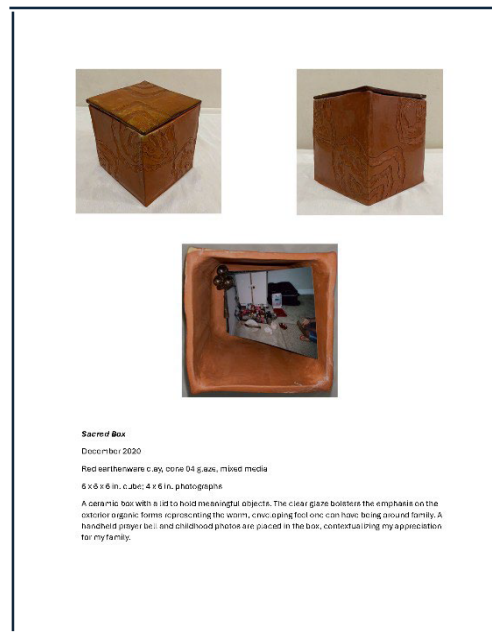 Sacred Box
December 2020
Red earthenware clay, cone 04 glaze, mixed media
6 x 6 x 6 in. cube; 4 x 6 in. photographs
A ceramic box with a lid to hold meaningful objects. The clear glaze bolsters the emphasis on the
exterior organic forms representing the warm, enveloping feel one can have being around family. A
handheld prayer bell and childhood photos are placed in the box, contextualizing my appreciation
for my family.